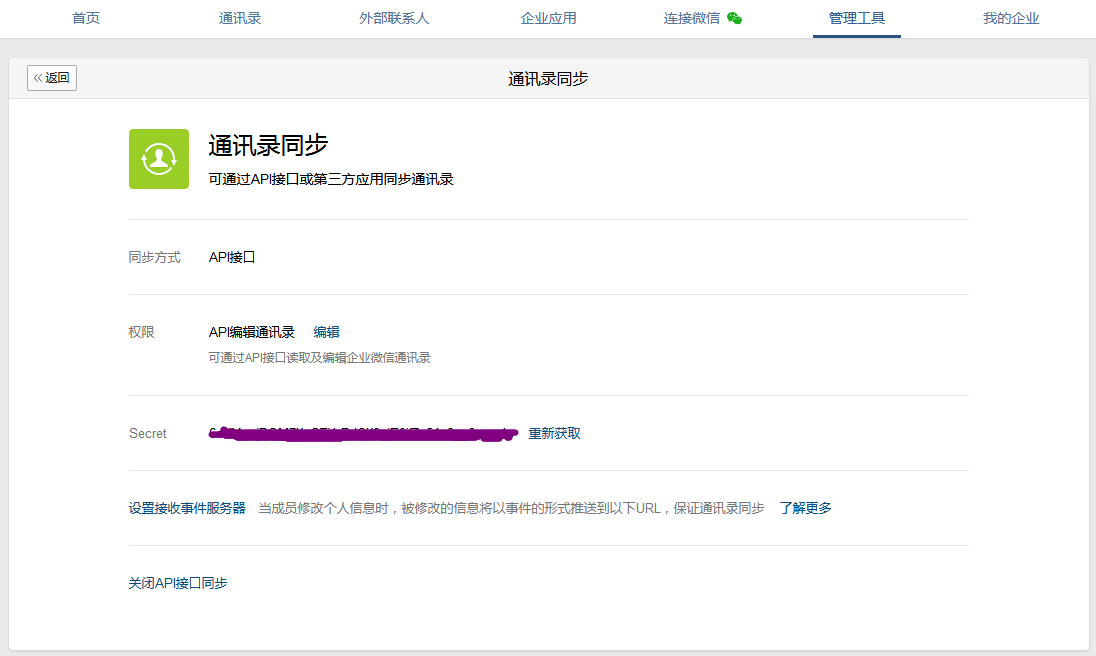 首页 通讯录 外部联系人 企业应用 连接微信 管理工具 我的企业
«返回 通讯录同步
通讯录同步
可通过API接口或第三方应用同步通讯录
同步方式 API接口
权限 API编辑通讯录 编辑
可通过API接口读取及编辑企业微信通讯录
Secret 重新获取
设置接收事件服务器 当成员修改个人信息时，被修改的信息将以事件的形式推送到以下URL，保证通讯录同步 了解更多
关闭API接口同步